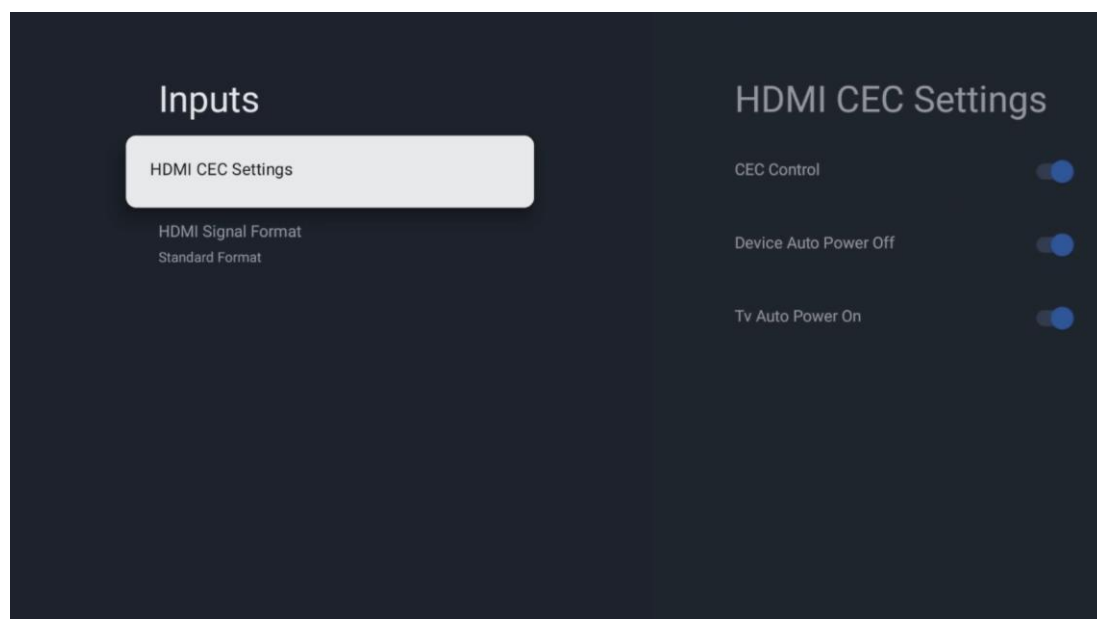 Inputs
HDMI CEC Settings
HDMI Signal Format
Standard Format
HDMI CEC Settings
CEC Control
Device Auto Power Off
Tv Auto Power On